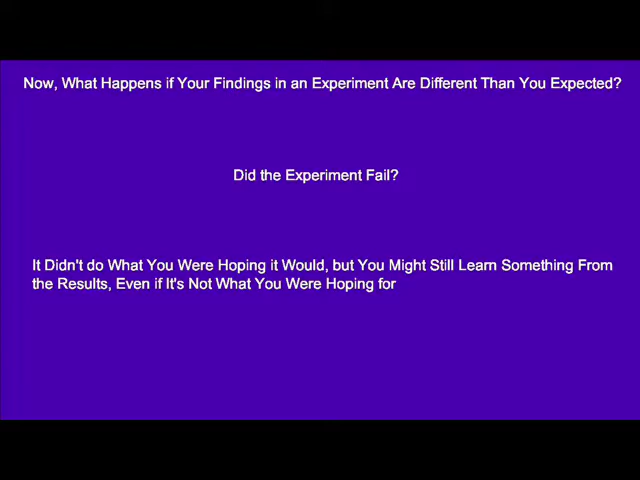 Now, What Happens if Your Findings in an Experiment Are Different Than You Expected?
Did the Experiment Fail?
It Didn't do What You Were Hoping it Would, but You Might Still Learn Something From
the Results, Even if It's Not What You Were Hoping for